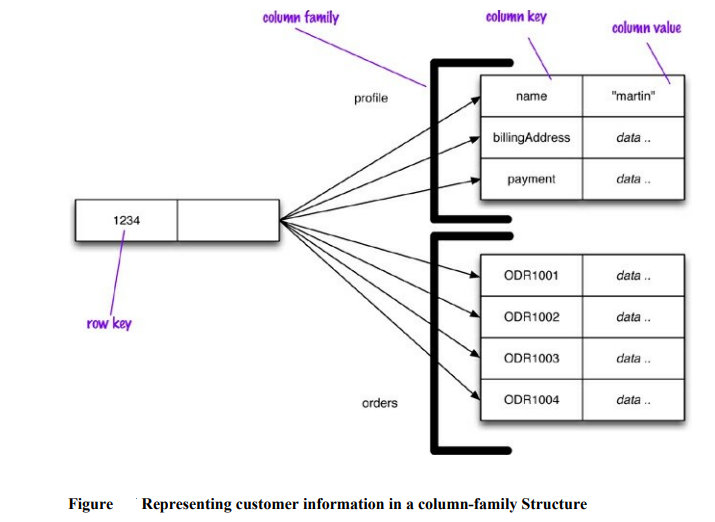 column family
column key
column value
profile
name "martin"
billingAddress data ..
payment data ..
1234
row key
ODR1001 data ..
ODR1002 data ..
ODR1003 data ..
ODR1004 data ..
orders
Figure Representing customer information in a column-family Structure